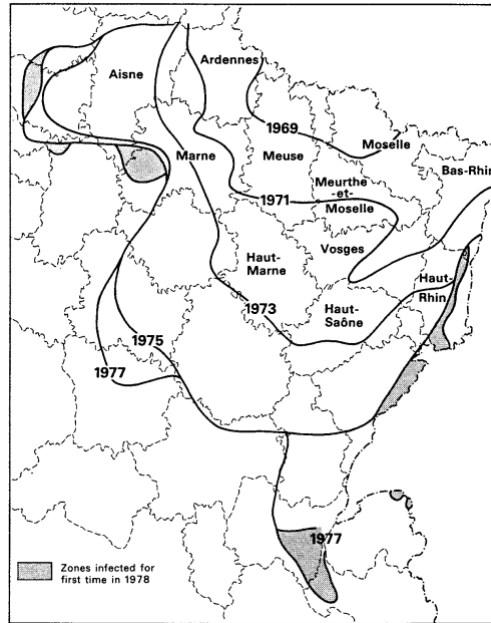 Aisne
Ardennes
1969
Moselle
Marne
Meuse
Bas-Rhin
1971
Meurthe
-et-
Moselle
Vosges
Haut-
Marne
Haut-
Rhin
Haut-
Saône
1973
1975
1977
1977
Zones infected for
first time in 1978